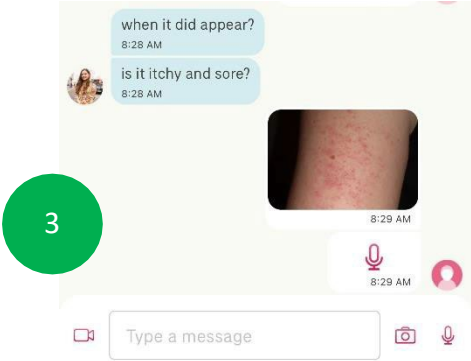 when it did appear?
8:28 AM
is it itchy and sore?
8:28 AM
8:29 AM
3
8:29 AM
Type a message